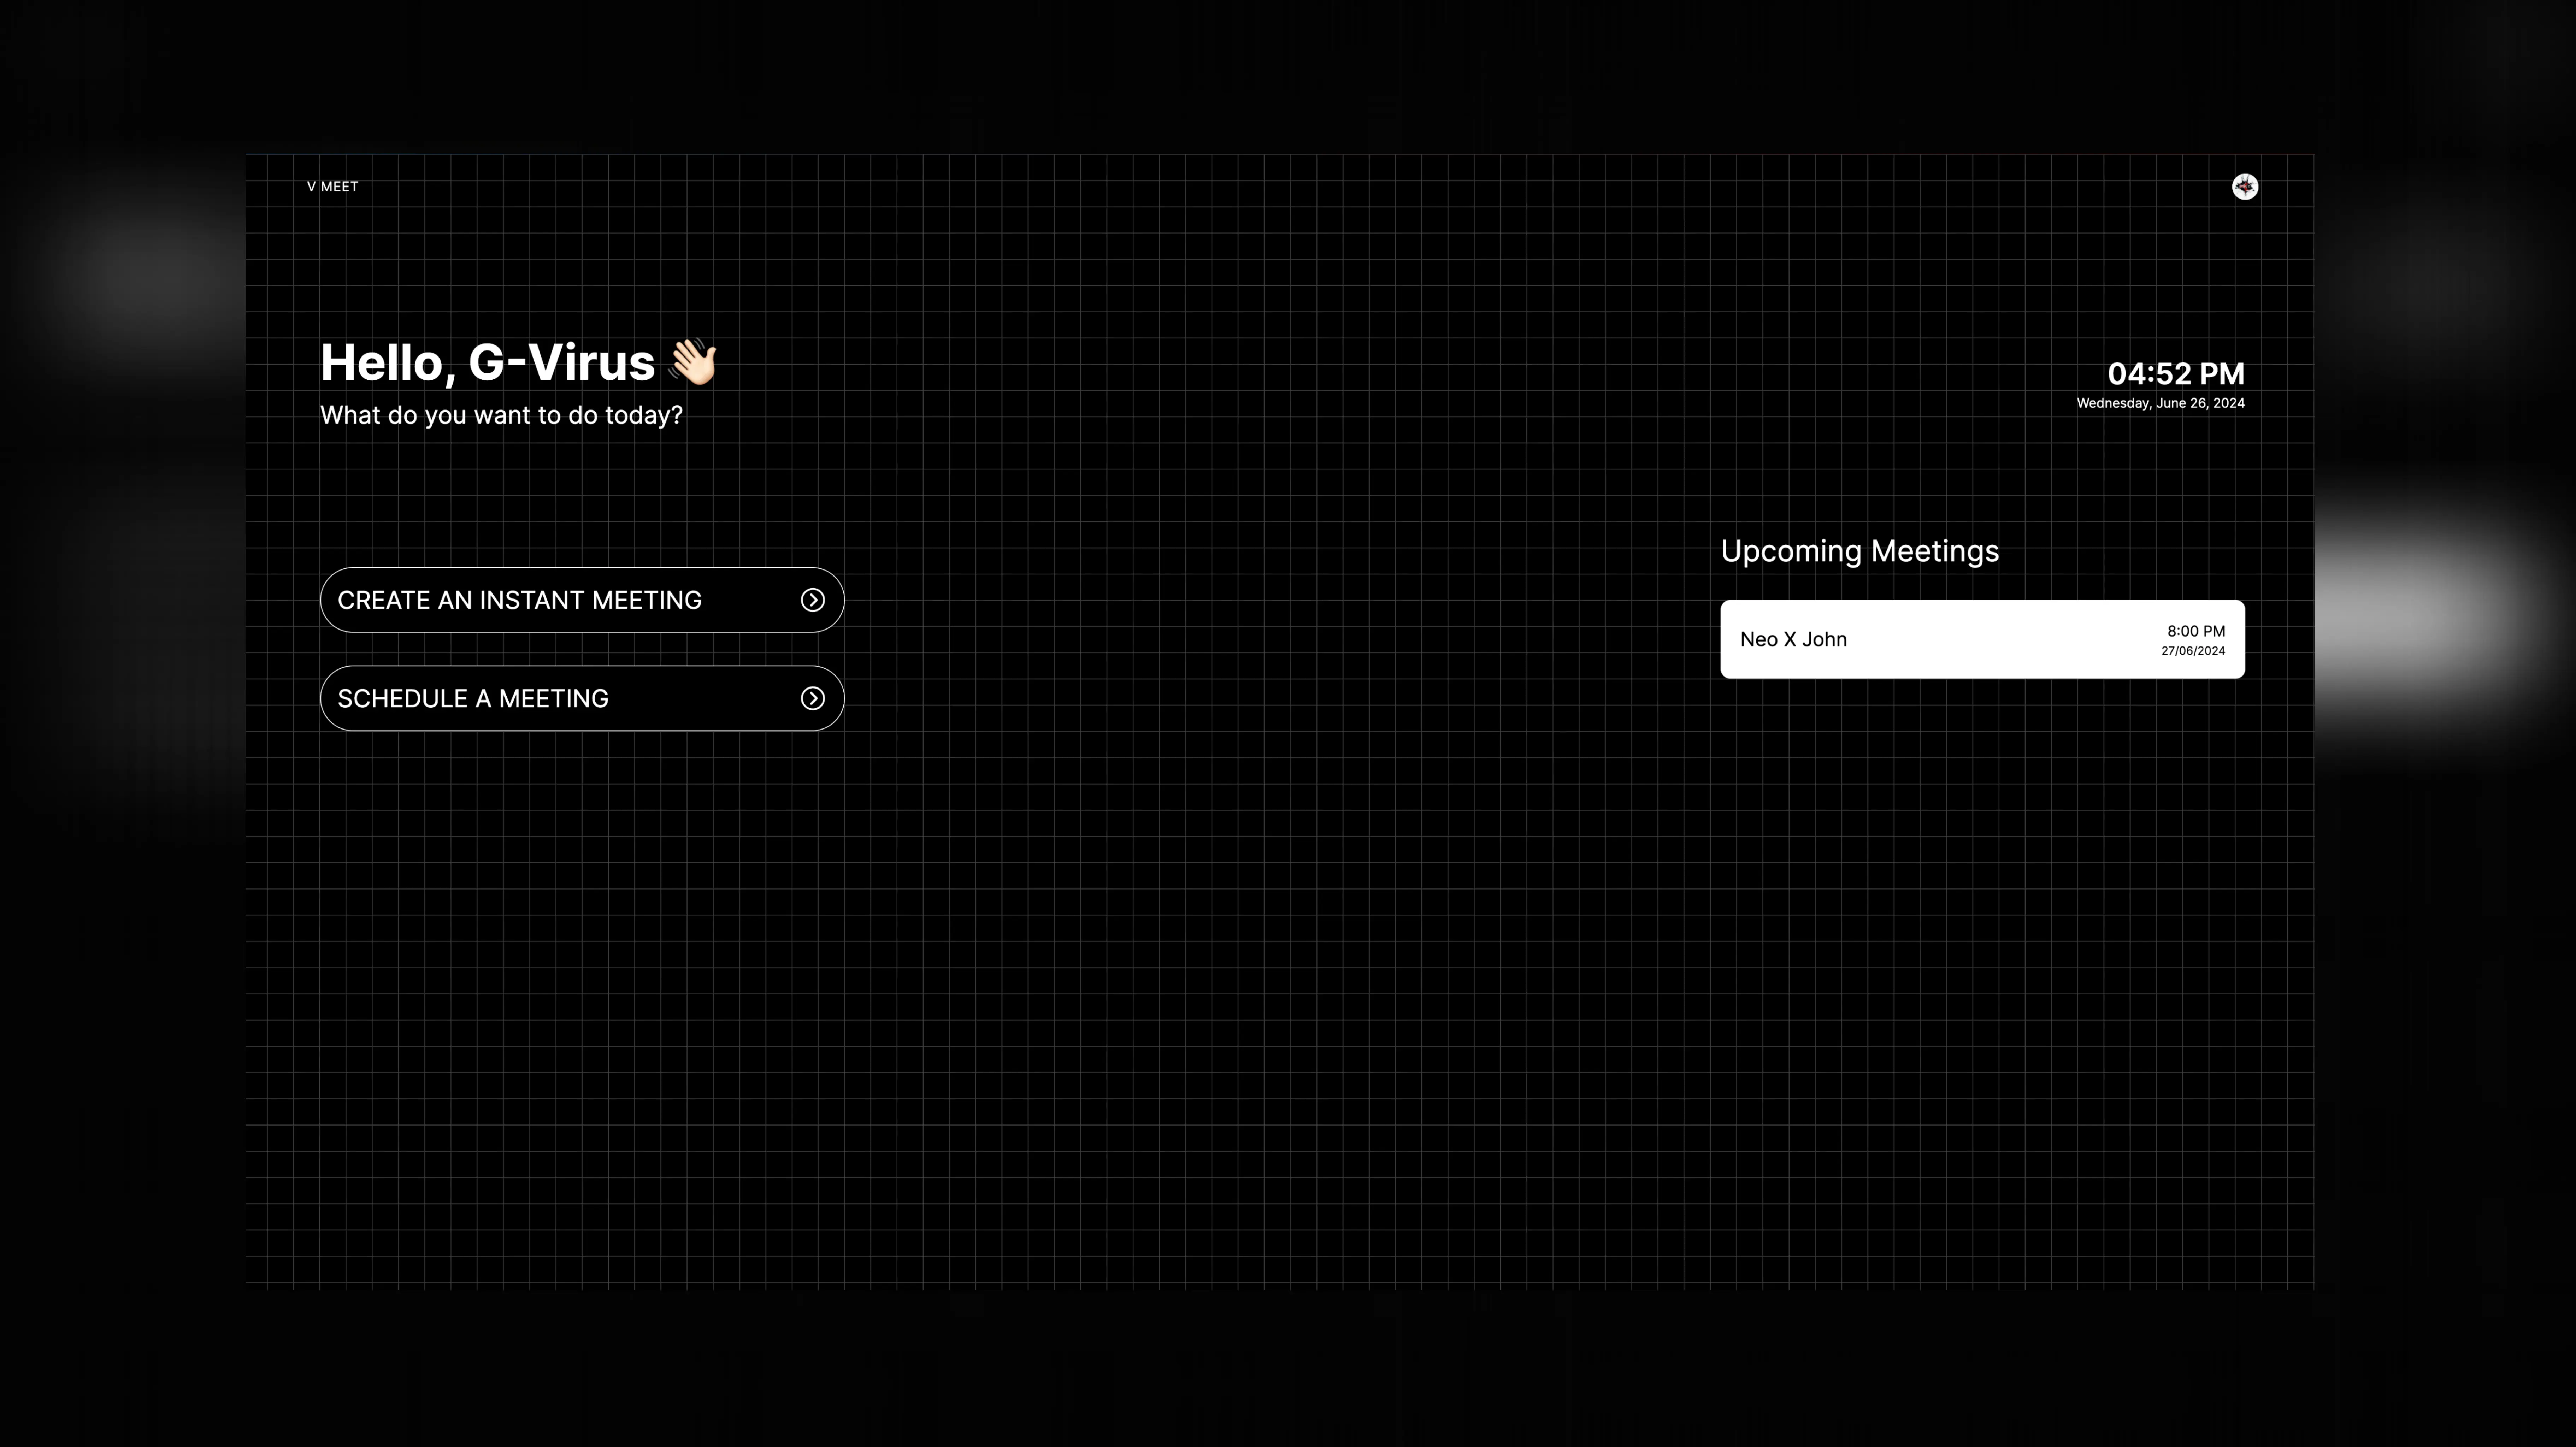 V MEET
Hello, G-Virus 👋🏻
What do you want to do today?
04:52 PM
Wednesday, June 26, 2024
CREATE AN INSTANT MEETING
SCHEDULE A MEETING
Upcoming Meetings
Neo X John
8:00 PM
27/06/2024